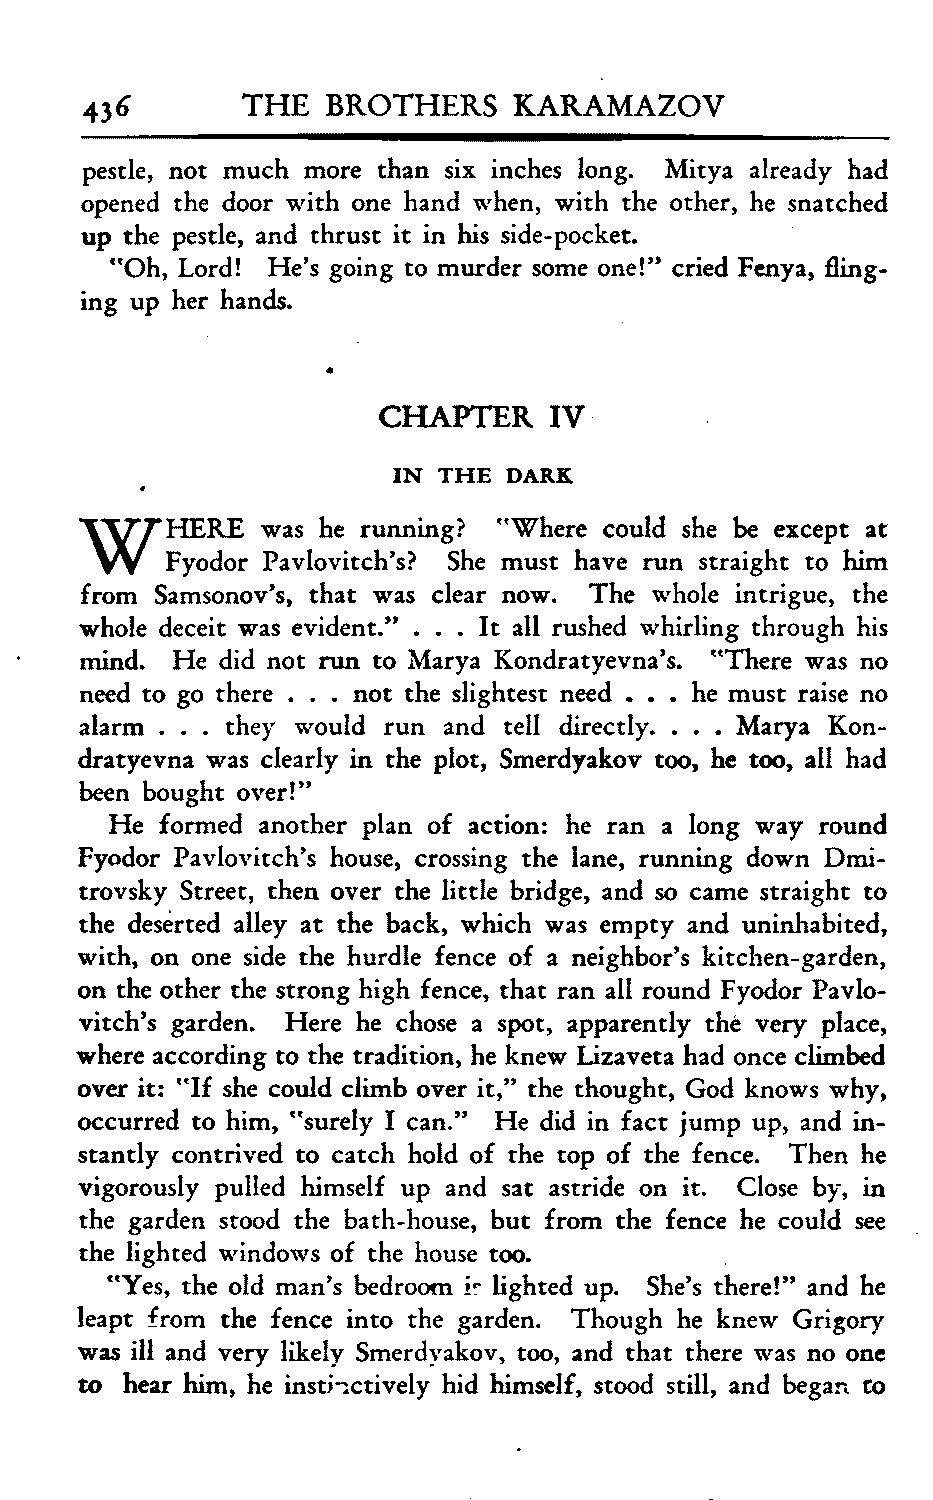 436 THE BROTHERS KARAMAZOV
pestle, not much more than six inches long. Mitya already had
opened the door with one hand when, with the other, he snatched
up the pestle, and thrust it in his side-pocket.
"Oh, Lord! He's going to murder some one!" cried Fenya, fling-
ing up her hands.
CHAPTER IV
IN THE DARK
WHERE was he running? "Where could she be except at
Fyodor Pavlovitch's? She must have run straight to him
from Samsonov's, that was clear now. The whole intrigue, the
whole deceit was evident." . . . It all rushed whirling through his
mind. He did not run to Marya Kondratyevna's. "There was no
need to go there . . . not the slightest need . . . he must raise no
alarm . . . they would run and tell directly. . . . Marya Kon-
dratyevna was clearly in the plot, Smerdyakov too, he too, all had
been bought over!"
He formed another plan of action: he ran a long way round
Fyodor Pavlovitch's house, crossing the lane, running down Dmi-
trovsky Street, then over the little bridge, and so came straight to
the deserted alley at the back, which was empty and uninhabited,
with, on one side the hurdle fence of a neighbor's kitchen-garden,
on the other the strong high fence, that ran all round Fyodor Pavlo-
vitch's garden. Here he chose a spot, apparently the very place,
where according to the tradition, he knew Lizaveta had once climbed
over it: "If she could climb over it," the thought, God knows why,
occurred to him, "surely I can." He did in fact jump up, and in-
stantly contrived to catch hold of the top of the fence. Then he
vigorously pulled himself up and sat astride on it. Close by, in
the garden stood the bath-house, but from the fence he could see
the lighted windows of the house too.
"Yes, the old man's bedroom is lighted up. She's there!" and he
leapt from the fence into the garden. Though he knew Grigory
was ill and very likely Smerdyakov, too, and that there was no one
to hear him, he instinctively hid himself, stood still, and began to